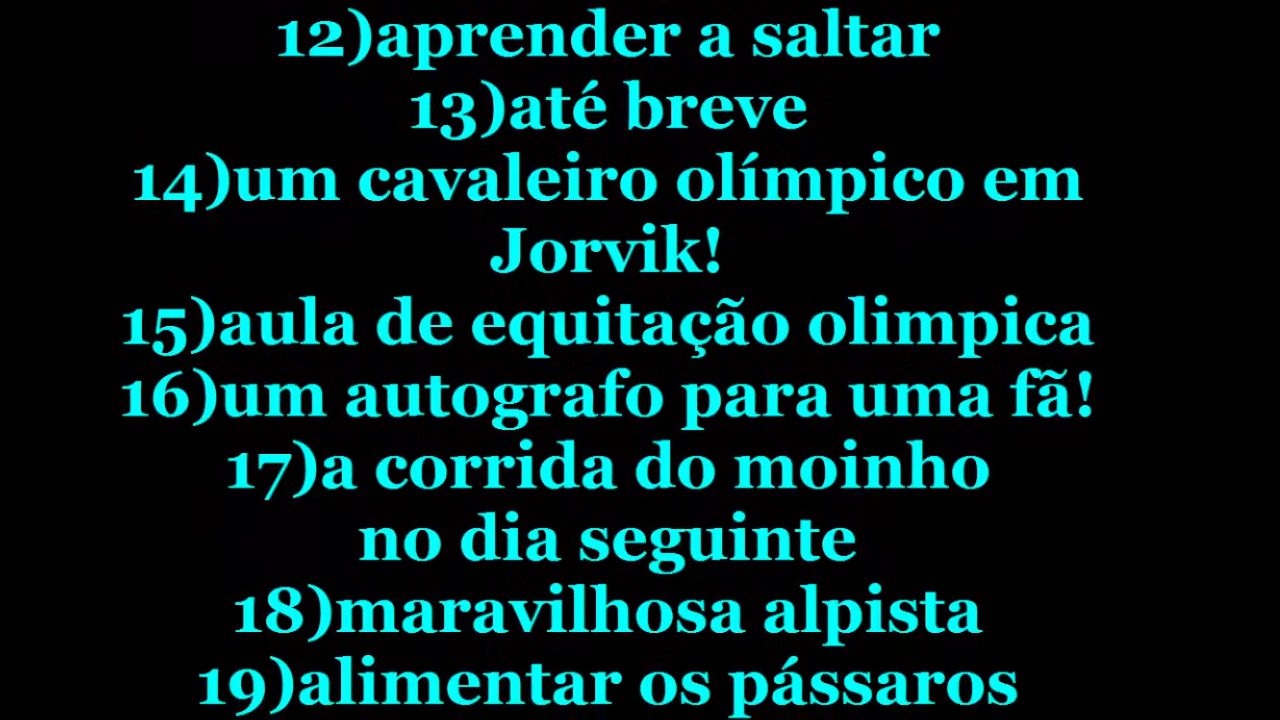 12)aprender a saltar
13)até breve
14)um cavaleiro olímpico em
Jorvik!
15)aula de equitação olimpica
16)um autografo para uma fã!
17)a corrida do moinho
no dia seguinte
18)maravilhosa alpista
19)alimentar os pássaros